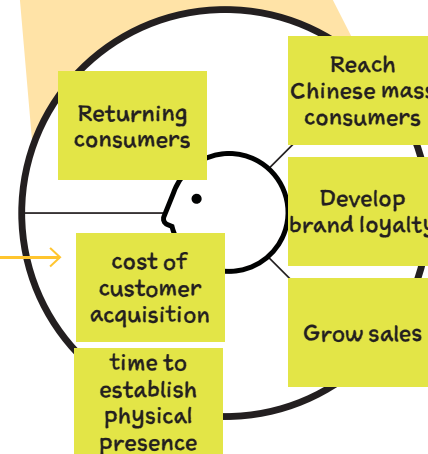 Returning
consumers
cost of
customer
acquisition
time to
establish
physical
presence
Reach
Chinese mass
consumers
Develop
brand loyalty
Grow sales